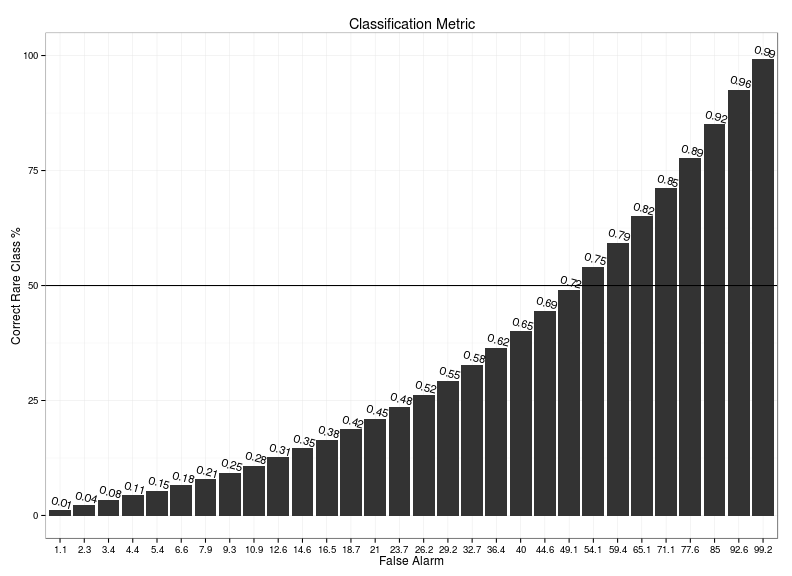 Classification Metric
Correct Rare Class %
100
75
50
25
0
0.01 0.04 0.08 0.11 0.15 0.18 0.21 0.25 0.28 0.31 0.35 0.38 0.42 0.45 0.48 0.52 0.55 0.58 0.62 0.65 0.69 0.72 0.75 0.79 0.82 0.85 0.89 0.92 0.96 0.99
1.1 2.3 3.4 4.4 5.4 6.6 7.9 9.3 10.9 12.6 14.6 16.5 18.7 21 23.7 26.2 29.2 32.7 36.4 40 44.6 49.1 54.1 59.4 65.1 71.1 77.6 85 92.6 99.2
False Alarm